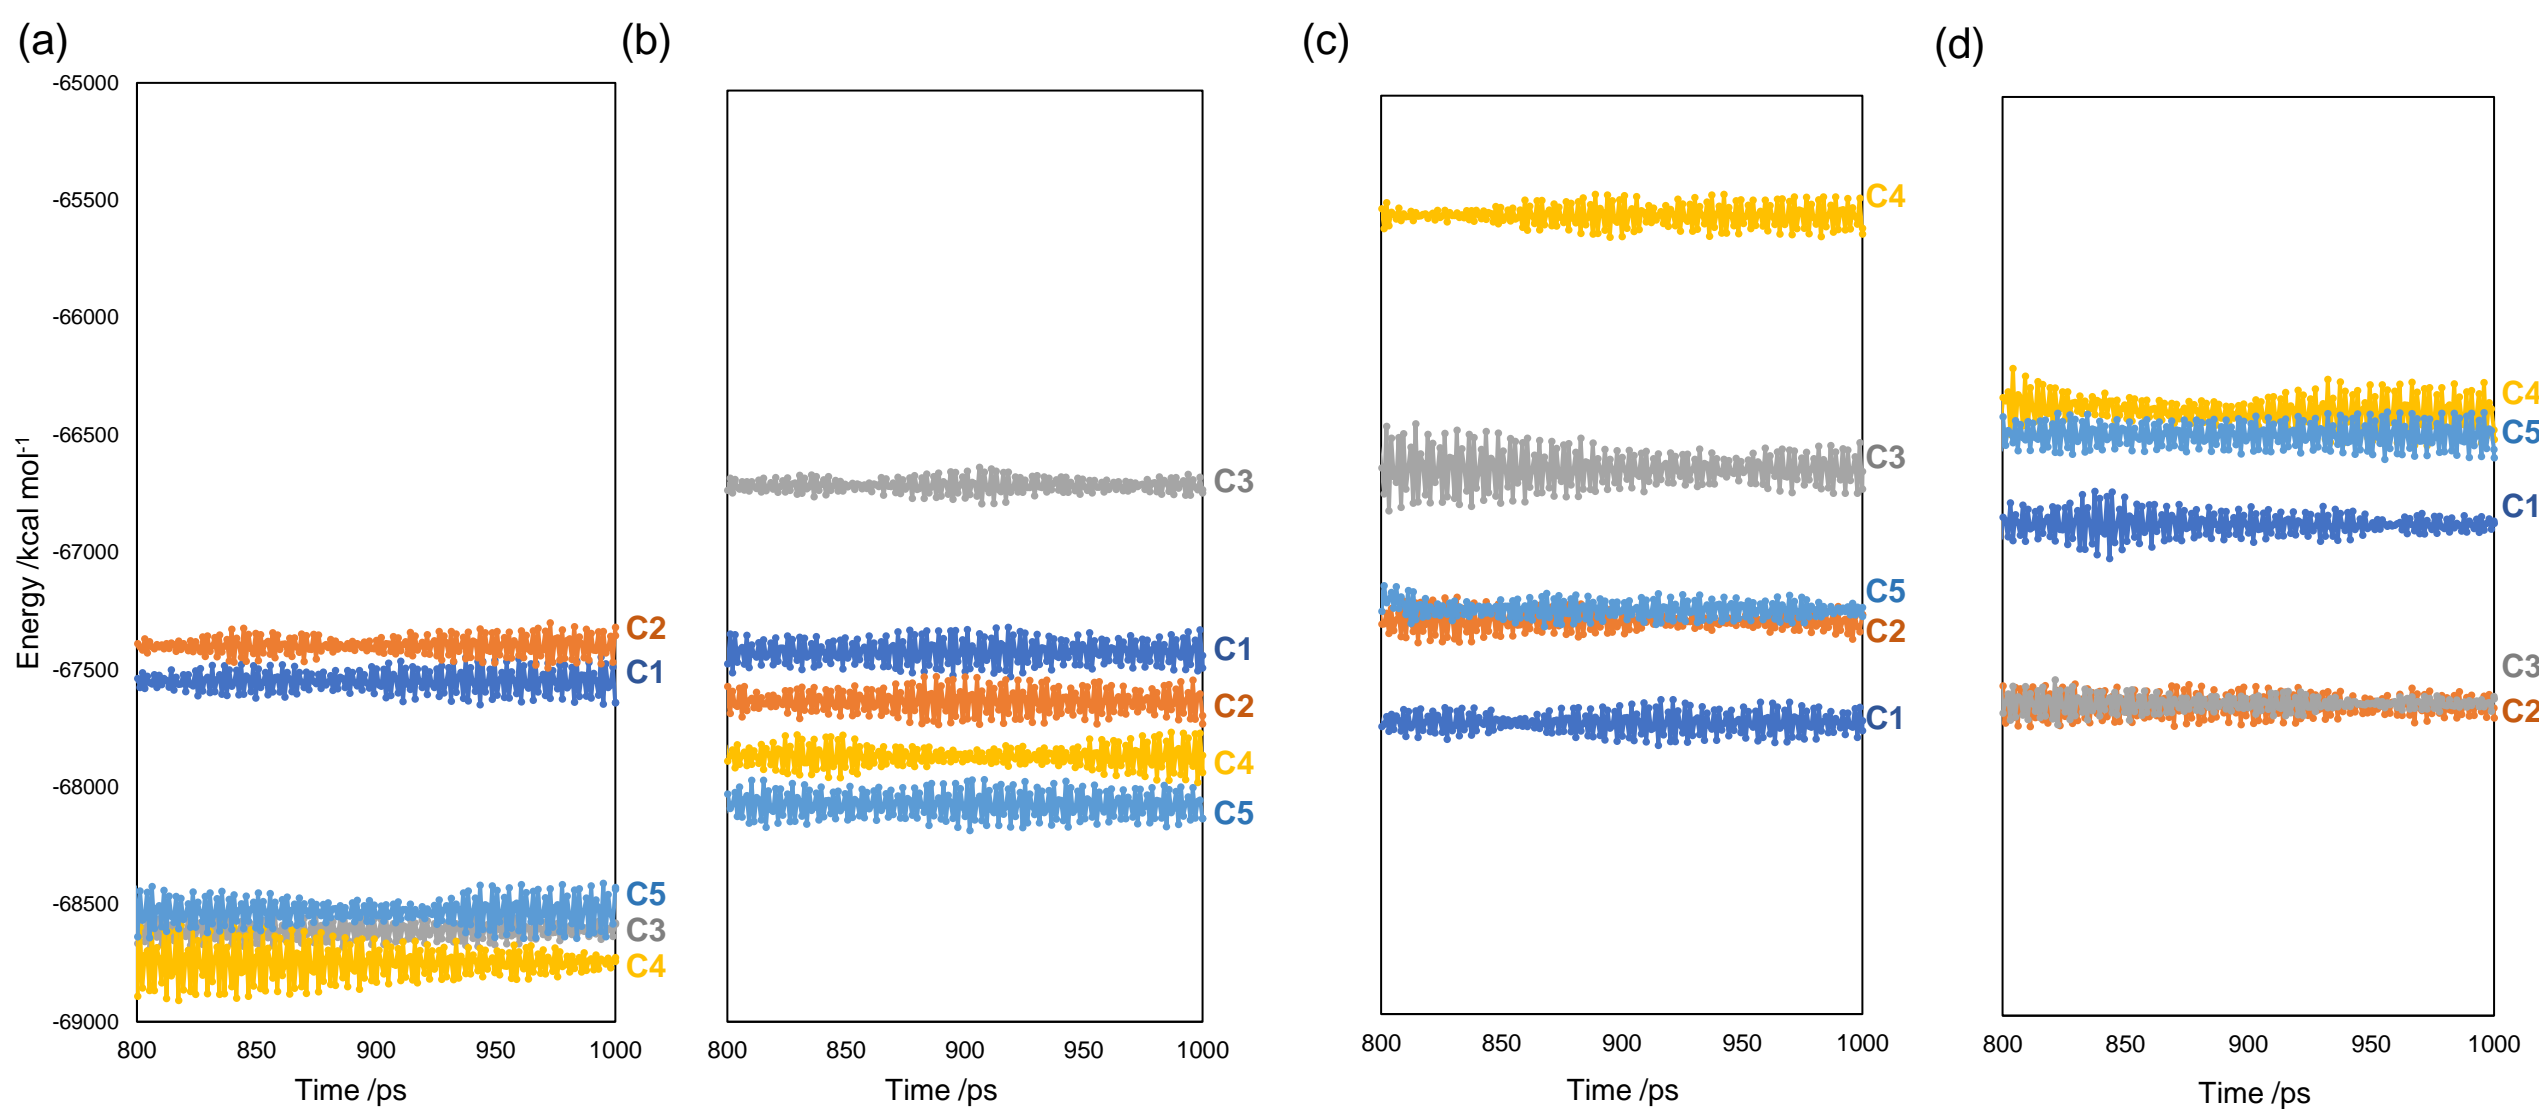 (a)
(b)
(c)
(d)
Energy /kcal mol-1
-65000
-65500
-66000
-66500
-67000
-67500
-68000
-68500
-69000
C2
C1
C5
C3
C4
800 850 900 950 1000
Time /ps
C3
C1
C2
C4
C5
800 850 900 950 1000
Time /ps
C4
C3
C5
C2
C1
800 850 900 950 1000
Time /ps
C4
C5
C1
C3
C2
800 850 900 950 1000
Time /ps